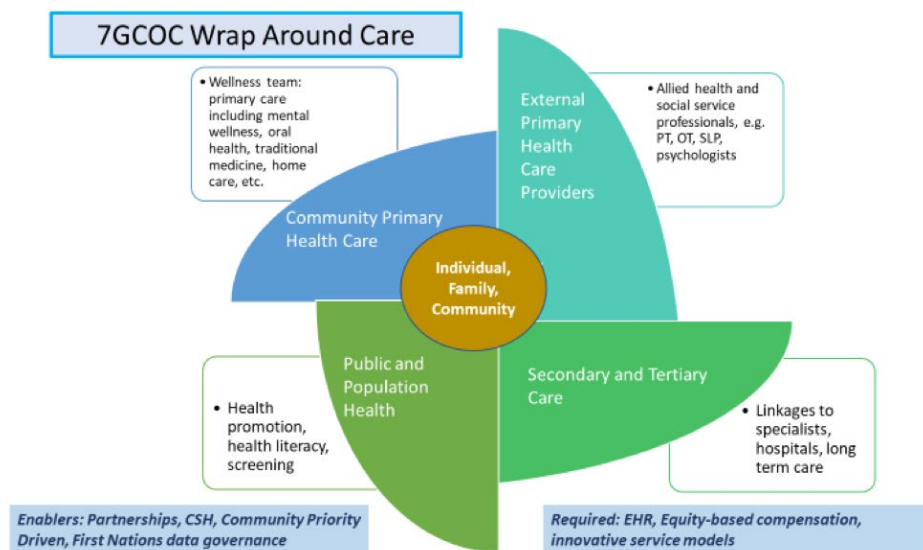 7GCOC Wrap Around Care
• Wellness team:
primary care
including mental
wellness, oral
health, traditional
medicine, home
care, etc.
External
Primary
Health
Care
Providers
• Allied health and
social service
professionals, e.g.
PT, OT, SLP,
psychologists
Community Primary
Health Care
Individual,
Family,
Community
Public and
Population
Health
Secondary and Tertiary
Care
• Health
promotion,
health literacy,
screening
• Linkages to
specialists,
hospitals, long
term care
Enablers: Partnerships, CSH, Community Priority
Driven, First Nations data governance
Required: EHR, Equity-based compensation,
innovative service models